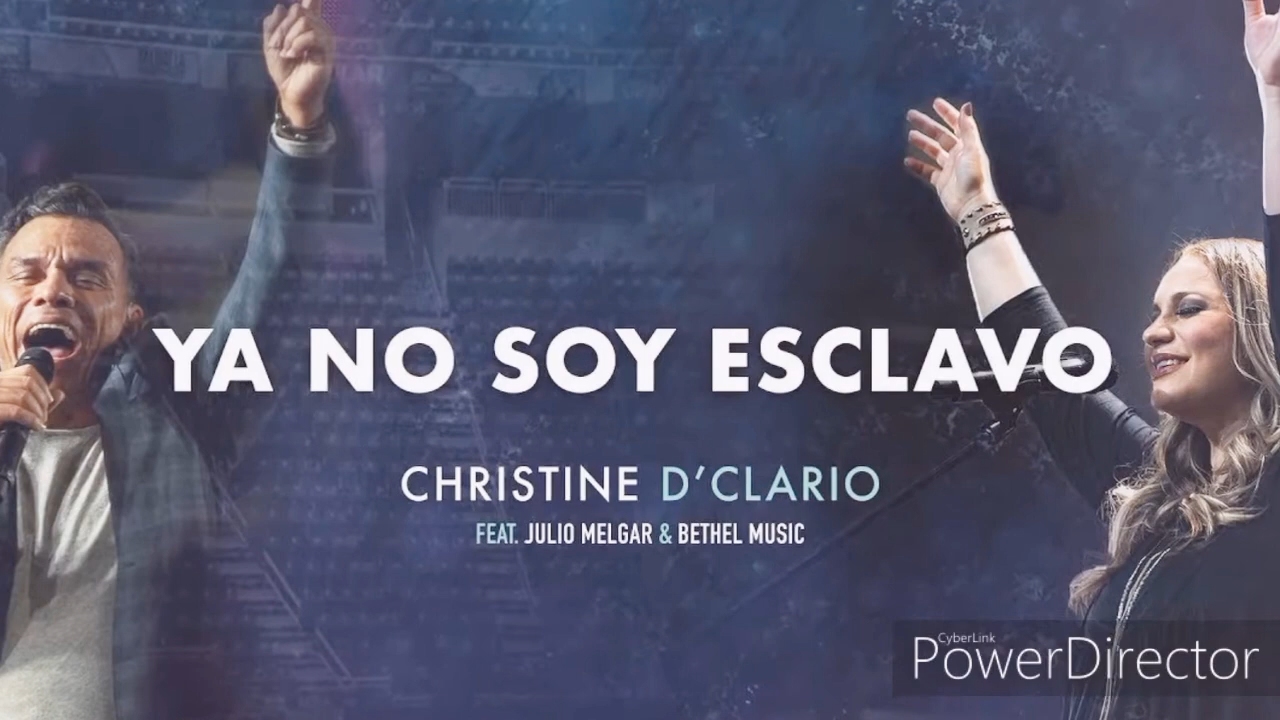 YA NO SOY ESCLAVO
CHRISTINE D'CLARIO
FEAT. JULIO MELGAR & BETHEL MUSIC
CyberLink
PowerDirector